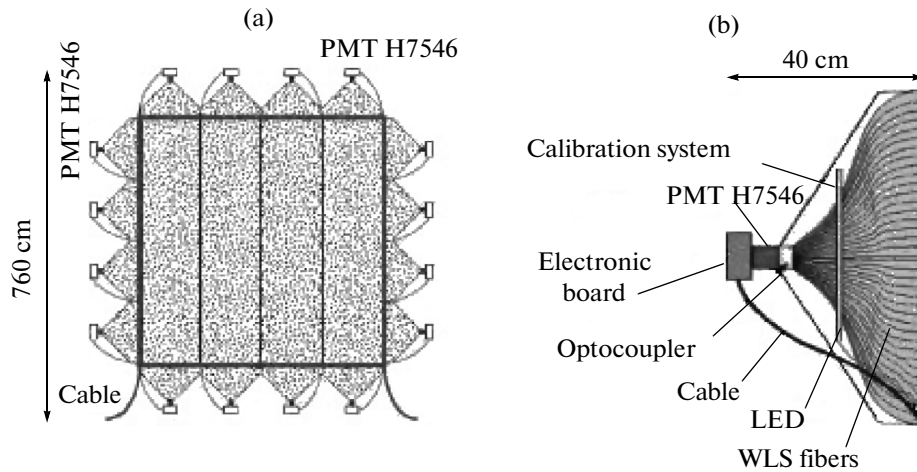 (a)
PMT H7546
PMT H7546
760 cm
Cable
(b)
40 cm
Calibration system
PMT H7546
Electronic
board
Optocoupler
Cable
LED
WLS fibers